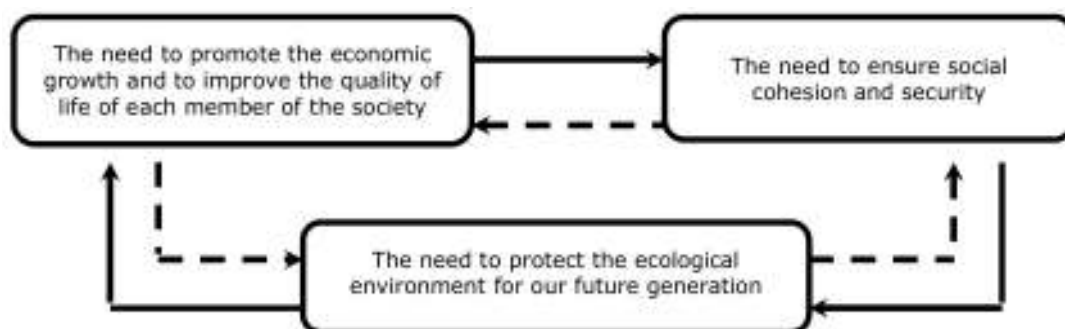 The need to promote the economic
growth and to improve the quality of
life of each member of the society
The need to ensure social
cohesion and security
The need to protect the ecological
environment for our future generation